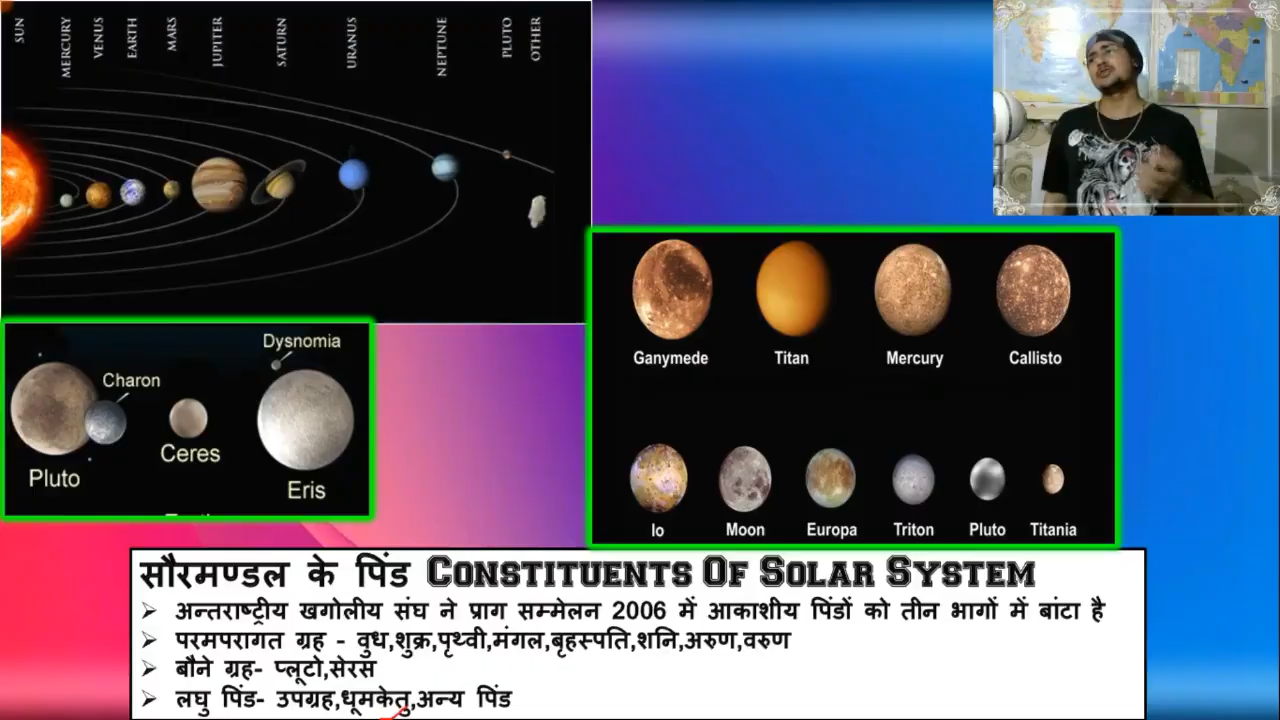 SUN
MERCURY
VENUS
EARTH
MARS
JUPITER
SATURN
URANUS
NEPTUNE
PLUTO
OTHER
Dysnomia
Charon
Ceres
Pluto
Eris
Ganymede Titan Mercury Callisto
Io Moon Europa Triton Pluto Titania
सौरमण्डल के पिंड Constituents Of Solar System
➢ अन्तराष्ट्रीय खगोलीय संघ ने प्राग सम्मेलन 2006 में आकाशीय पिंडों को तीन भागों में बांटा है
➢ परमपरागत ग्रह - वुध,शुक्र,पृथ्वी,मंगल,बृहस्पति,शनि,अरुण,वरुण
➢ बौने ग्रह- प्लूटो,सेरस
➢ लघु पिंड- उपग्रह,धूमकेतु,अन्य पिंड